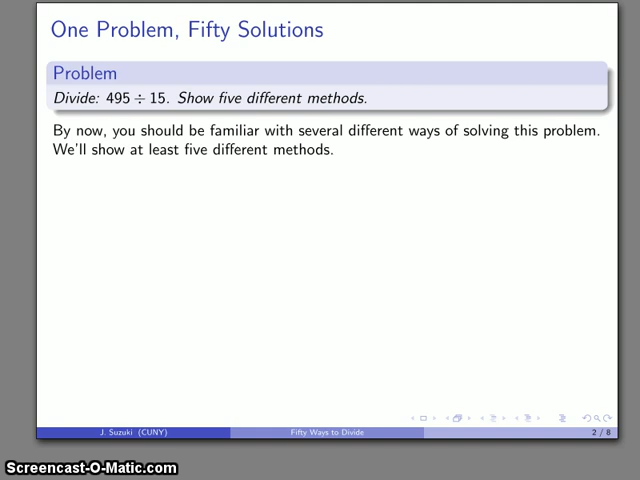 One Problem, Fifty Solutions
Problem
Divide: 495 ÷ 15. Show five different methods.
By now, you should be familiar with several different ways of solving this problem.
We'll show at least five different methods.
J. Suzuki (CUNY) Fifty Ways to Divide 2 / 8
Screencast-O-Matic.com